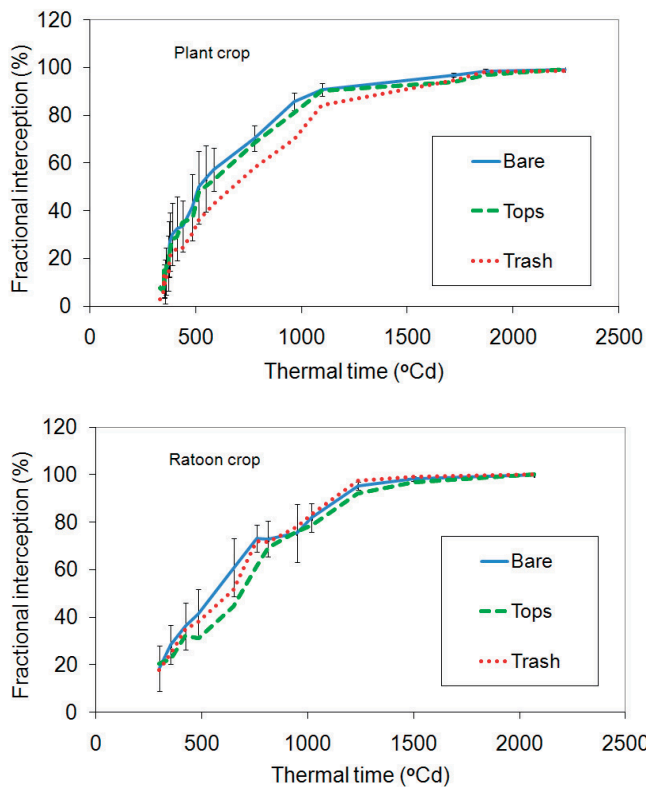 120
100
80
60
40
20
0
Fractional interception (%)
Plant crop
Bare
Tops
Trash
0 500 1000 1500 2000 2500
Thermal time (ºCd)
120
100
80
60
40
20
0
Fractional interception (%)
Ratoon crop
Bare
Tops
Trash
0 500 1000 1500 2000 2500
Thermal time (ºCd)